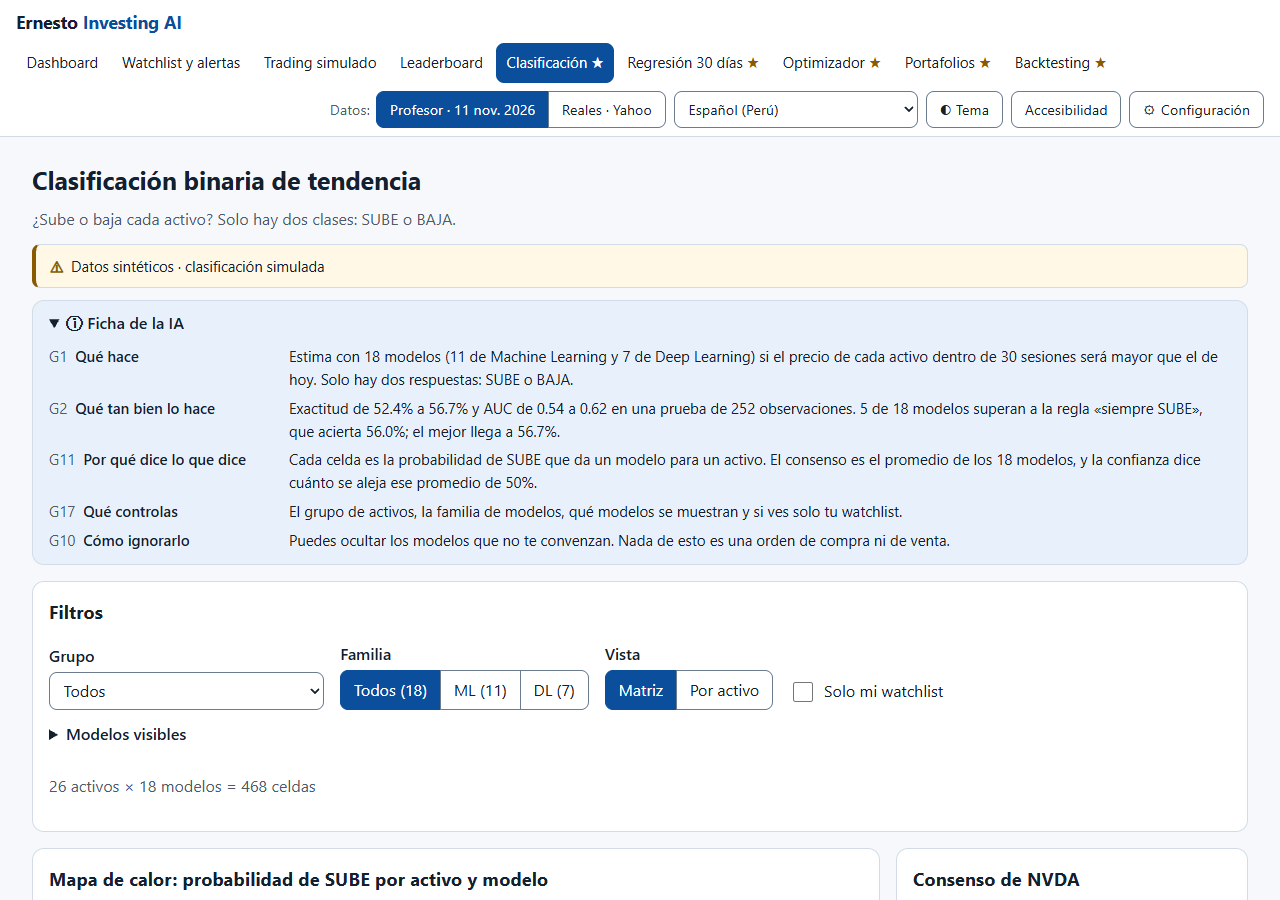 Ernesto Investing AI
Dashboard Watchlist y alertas Trading simulado Leaderboard Clasificación ★ Regresión 30 días ★ Optimizador ★ Portafolios ★ Backtesting ★
Datos: Profesor · 11 nov. 2026 Reales · Yahoo Español (Perú) ◐ Tema Accesibilidad ⚙ Configuración
Clasificación binaria de tendencia
¿Sube o baja cada activo? Solo hay dos clases: SUBE o BAJA.
⚠ Datos sintéticos · clasificación simulada
▼ ⓘ Ficha de la IA
G1 Qué hace Estima con 18 modelos (11 de Machine Learning y 7 de Deep Learning) si el precio de cada activo dentro de 30 sesiones será mayor que el de
hoy. Solo hay dos respuestas: SUBE o BAJA.
G2 Qué tan bien lo hace Exactitud de 52.4% a 56.7% y AUC de 0.54 a 0.62 en una prueba de 252 observaciones. 5 de 18 modelos superan a la regla «siempre SUBE»,
que acierta 56.0%; el mejor llega a 56.7%.
G11 Por qué dice lo que dice Cada celda es la probabilidad de SUBE que da un modelo para un activo. El consenso es el promedio de los 18 modelos, y la confianza dice
cuánto se aleja ese promedio de 50%.
G17 Qué controlas El grupo de activos, la familia de modelos, qué modelos se muestran y si ves solo tu watchlist.
G10 Cómo ignorarlo Puedes ocultar los modelos que no te convenzan. Nada de esto es una orden de compra ni de venta.
Filtros
Grupo Familia Vista
Todos Todos (18) ML (11) DL (7) Matriz Por activo Solo mi watchlist
▶ Modelos visibles
26 activos × 18 modelos = 468 celdas
Mapa de calor: probabilidad de SUBE por activo y modelo Consenso de NVDA